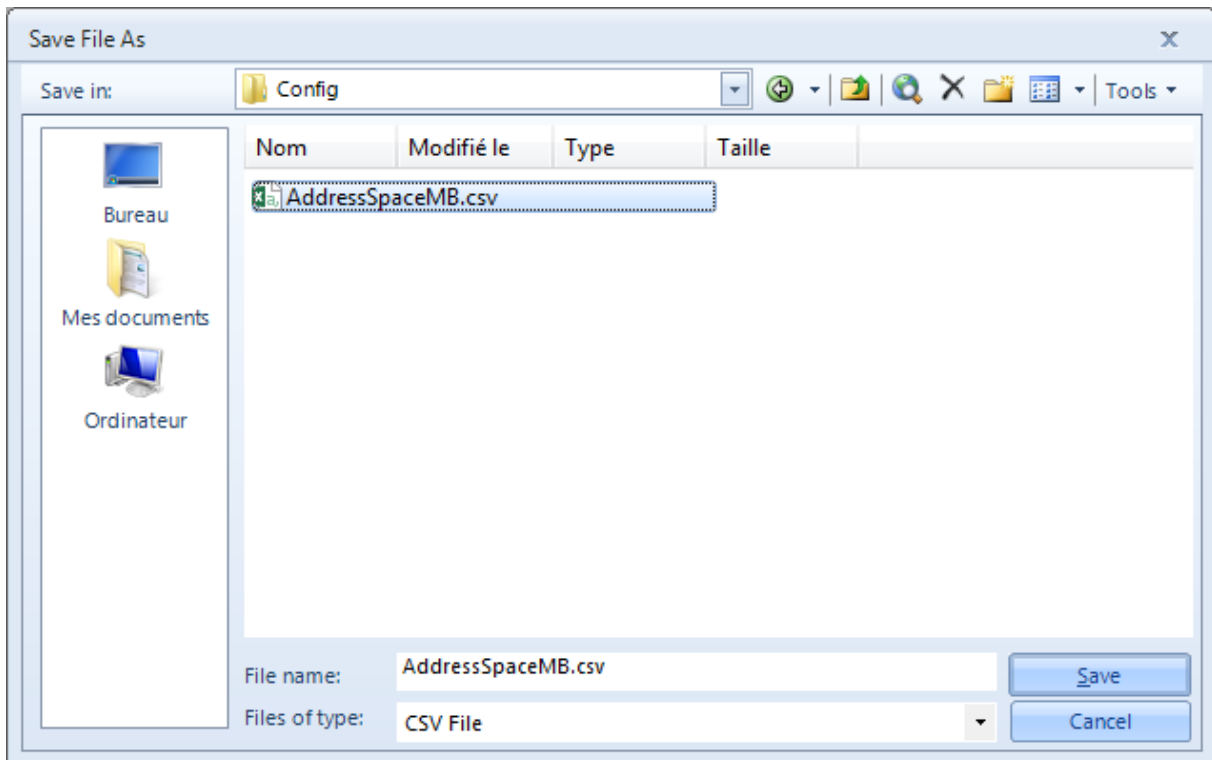 Save File As
Save in:
Config
Tools
Nom Modifié le Type Taille
AddressSpaceMB.csv
Bureau
Mes documents
Ordinateur
File name: AddressSpaceMB.csv Save
Files of type: CSV File Cancel